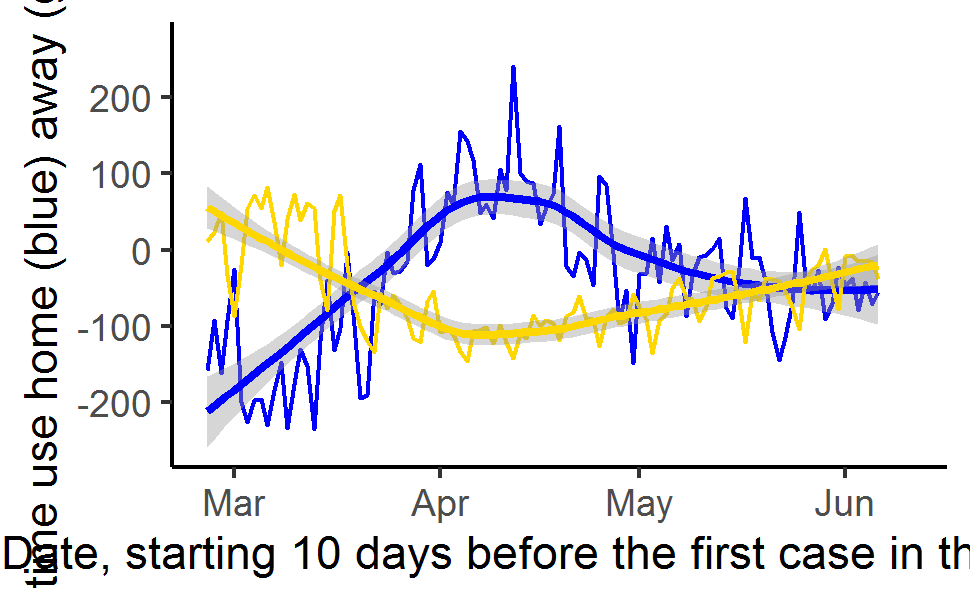 time use home (blue) away (
200
100
0
-100
-200
Mar Apr May Jun
Date, starting 10 days before the first case in th